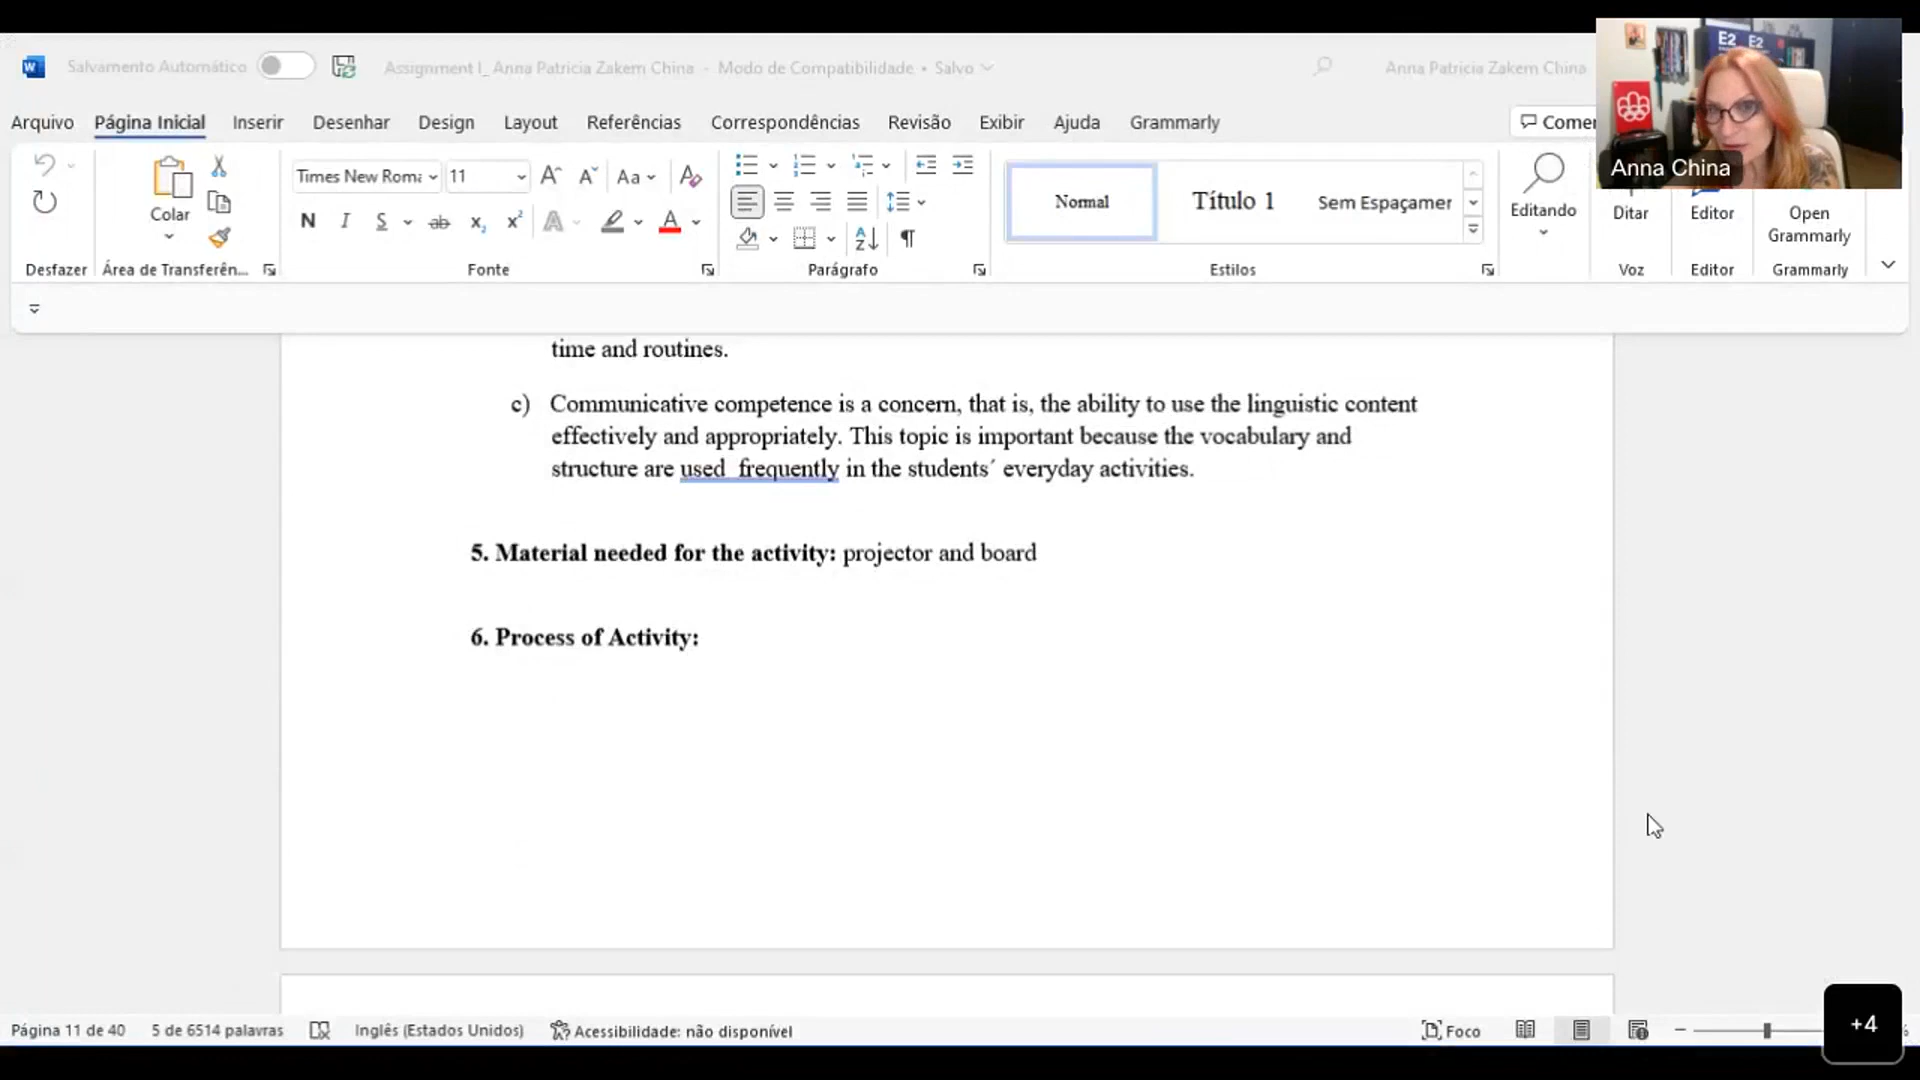 Salvamento Automático
Assignment I_ Anna Patricia Zakem China - Modo de Compatibilidade • Salvo
Anna Patricia Zakem China
E2 E2
Anna China
Arquivo Página Inicial Inserir Desenhar Design Layout Referências Correspondências Revisão Exibir Ajuda Grammarly Comer
Colar
Times New Roma 11
Aa
N I S ab x₂ x² A A
Normal Título 1 Sem Espaçamer
Editando
Ditar
Editor
Open Grammarly
Desfazer Área de Transferên... Fonte Parágrafo Estilos Voz Editor Grammarly
time and routines.
c) Communicative competence is a concern, that is, the ability to use the linguistic content
effectively and appropriately. This topic is important because the vocabulary and
structure are used  frequently in the students´ everyday activities.
5. Material needed for the activity: projector and board
6. Process of Activity:
Página 11 de 40 5 de 6514 palavras Inglês (Estados Unidos) Acessibilidade: não disponível Foco
+4